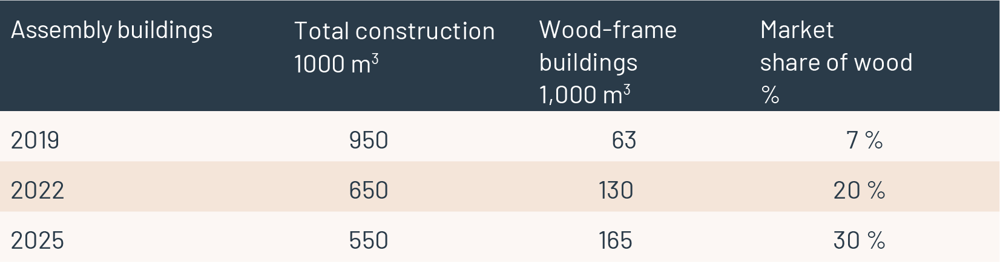 Assembly buildings Total construction 1000 m³ Wood-frame buildings 1,000 m³ Market share of wood %
2019 950 63 7 %
2022 650 130 20 %
2025 550 165 30 %